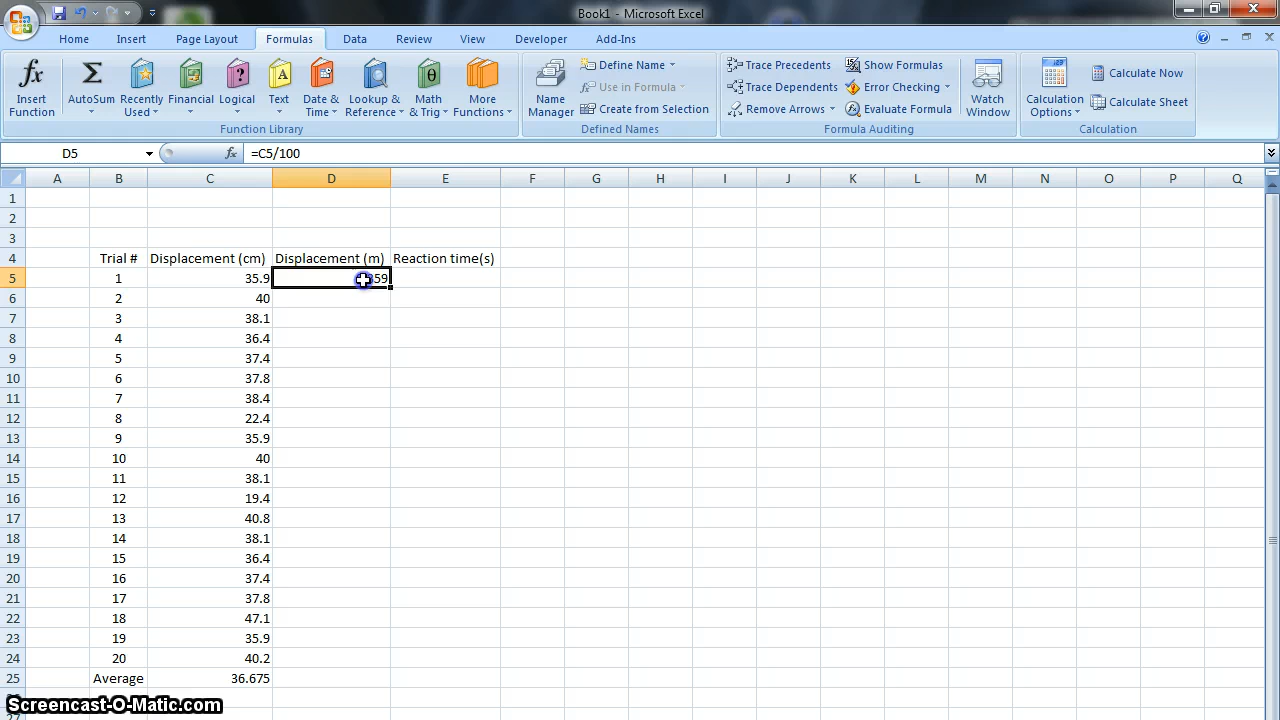 Book1 - Microsoft Excel
Home Insert Page Layout Formulas Data Review View Developer Add-Ins
Insert Function
AutoSum
Recently Used
Financial
Logical
Text
Date & Time
Lookup & Reference
Math & Trig
More Functions
Function Library
Name Manager
Define Name
Use in Formula
Create from Selection
Defined Names
Trace Precedents
Trace Dependents
Remove Arrows
Show Formulas
Error Checking
Evaluate Formula
Watch Window
Formula Auditing
Calculation Options
Calculate Now
Calculate Sheet
Calculation
D5 fx =C5/100
A B C D E F G H I J K L M N O P Q
1
2
3
4 Trial # Displacement (cm) Displacement (m) Reaction time(s)
5 1 35.9
6 2 40
7 3 38.1
8 4 36.4
9 5 37.4
10 6 37.8
11 7 38.4
12 8 22.4
13 9 35.9
14 10 40
15 11 38.1
16 12 19.4
17 13 40.8
18 14 38.1
19 15 36.4
20 16 37.4
21 17 37.8
22 18 47.1
23 19 35.9
24 20 40.2
25 Average 36.675
Screencast-O-Matic.com